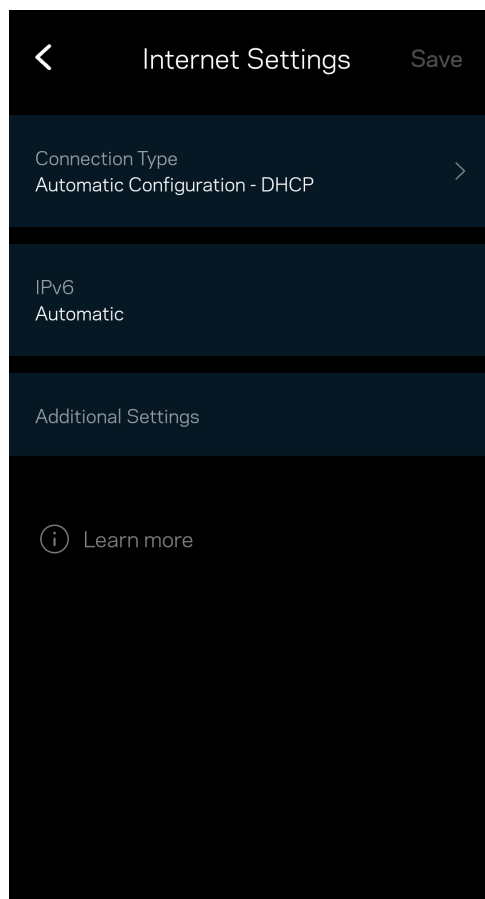 Internet Settings
Save
Connection Type
Automatic Configuration - DHCP
IPv6
Automatic
Additional Settings
Learn more